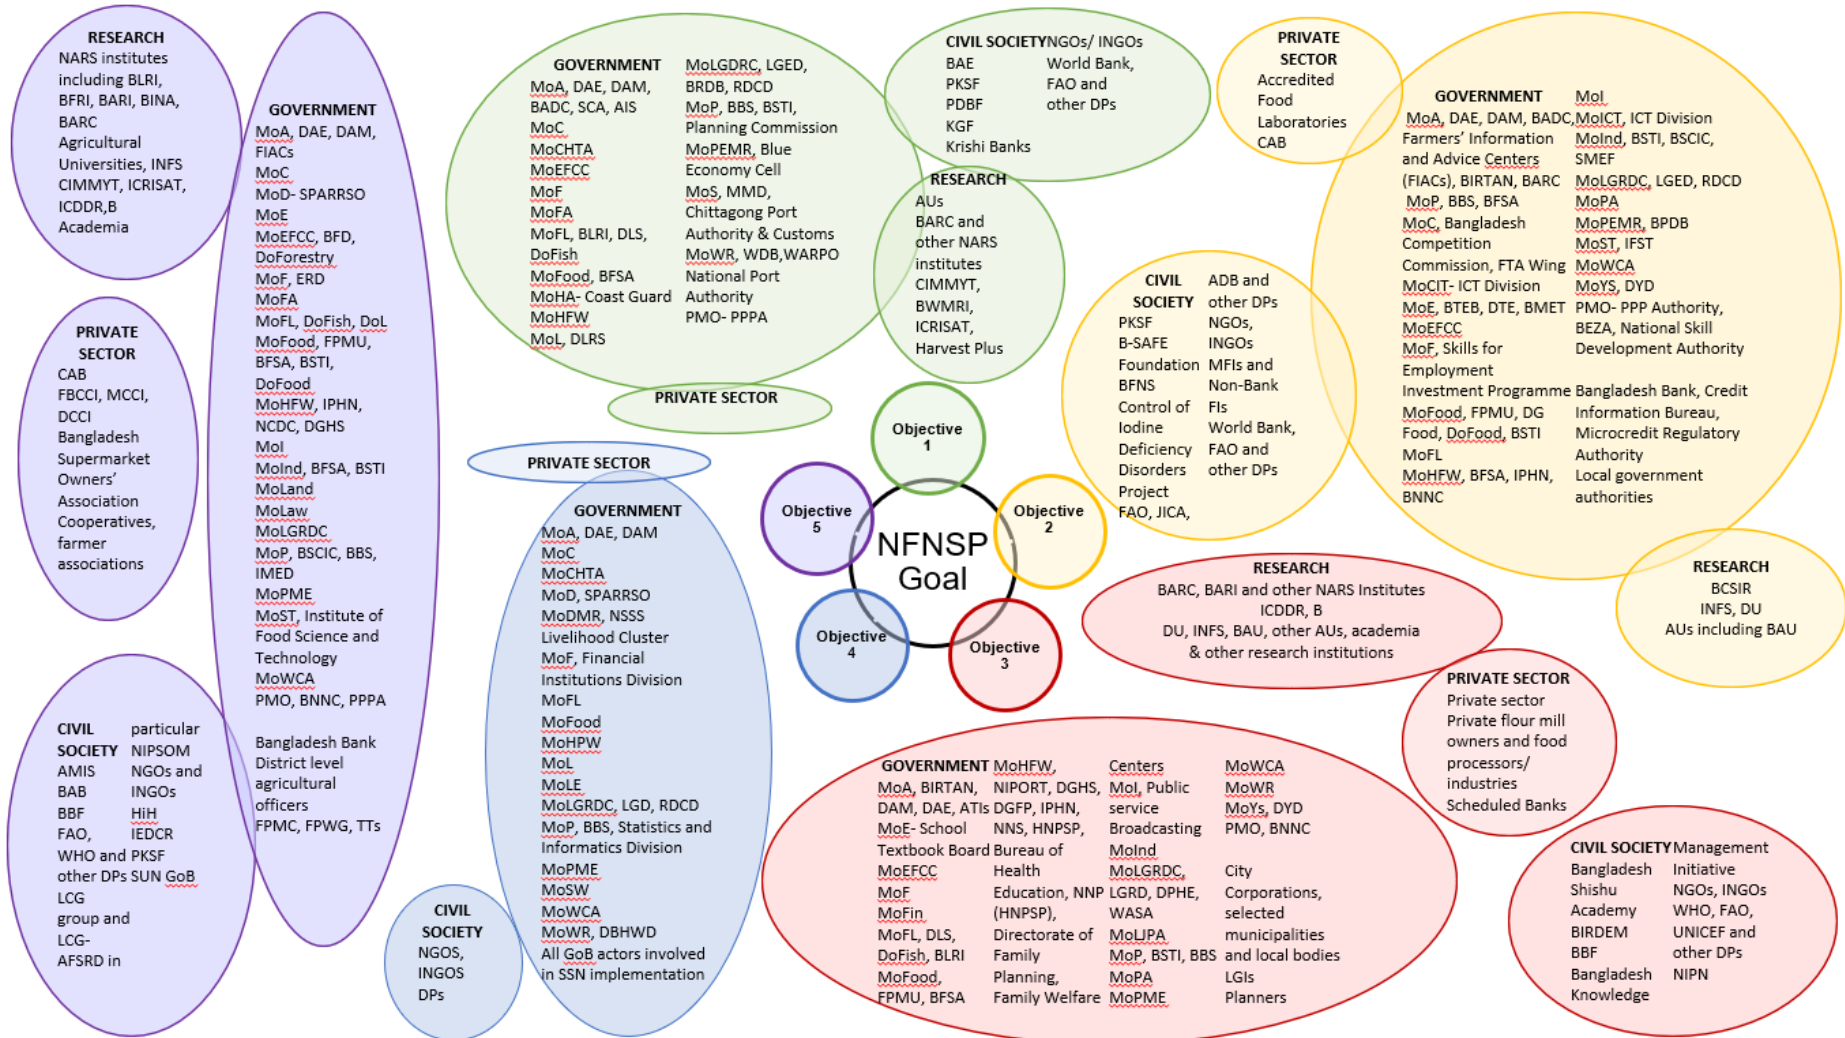 RESEARCH
NARS institutes
including BLRI,
BFRI, BARI, BINA,
BARC
Agricultural
Universities, INFS
CIMMYT, ICRISAT,
ICDDR,B
Academia
PRIVATE
SECTOR
CAB
FBCCI, MCCI,
DCCI
Bangladesh
Supermarket
Owners'
Association
Cooperatives,
farmer
associations
CIVIL
SOCIETY
AMIS
BAB
BBF
FAO,
WHO and
other DPs
LCG
group and
LCG-
AFSRD in
particular
NIPSOM
NGOs and
INGOs
HiH
IEDCR
PKSF
SUN GoB
GOVERNMENT
MoA, DAE, DAM,
FIACs
MoC
MoD- SPARRSO
MoE
MoEFCC, BFD,
DoForestry
MoF, ERD
MoFA
MoFL, DoFish, DoL
MoFood, FPMU,
BFSA, BSTI,
DoFood
MoHFW, IPHN,
NCDC, DGHS
MoI
MoInd, BFSA, BSTI
MoLand
MoLaw
MoLGRDC
MoP, BSCIC, BBS,
IMED
MoPME
MoST, Institute of
Food Science and
Technology
MoWCA
PMO, BNNC, PPPA
Bangladesh Bank
District level
agricultural
officers
FPMC, FPWG, TTs
GOVERNMENT
MoA, DAE, DAM,
BADC, SCA, AIS
MoC
MoCHTA
MoEFCC
MoF
MoFA
MoFL, BLRI, DLS,
DoFish
MoFood, BFSA
MoHA- Coast Guard
MoHFW
MoL, DLRS
MoLGDRC, LGED,
BRDB, RDCD
MoP, BBS, BSTI,
Planning Commission
MoPEMR, Blue
Economy Cell
MoS, MMD,
Chittagong Port
Authority & Customs
MoWR, WDB,WARPO
National Port
Authority
PMO- PPPA
PRIVATE SECTOR
CIVIL SOCIETY
BAE
PKSF
PDBF
KGF
Krishi Banks
NGOs/ INGOs
World Bank,
FAO and
other DPs
RESEARCH
AUs
BARC and
other NARS
institutes
CIMMYT,
BWMRI,
ICRISAT,
Harvest Plus
PRIVATE
SECTOR
Accredited
Food
Laboratories
CAB
GOVERNMENT
MoA, DAE, DAM, BADC,
Farmers' Information
and Advice Centers
(FIACs), BIRTAN, BARC
MoP, BBS, BFSA
MoC, Bangladesh
Competition
Commission, FTA Wing
MoCIT- ICT Division
MoE, BTEB, DTE, BMET
MoEFCC
MoF, Skills for
Employment
Investment Programme
MoFood, FPMU, DG
Food, DoFood, BSTI
MoFL
MoHFW, BFSA, IPHN,
BNNC
MoI
MoICT, ICT Division
MoInd, BSTI, BSCIC,
SMEF
MoLGRDC, LGED, RDCD
MoPA
MoPEMR, BPDB
MoST, IFST
MoWCA
MoYS, DYD
PMO- PPP Authority,
BEZA, National Skill
Development Authority
Bangladesh Bank, Credit
Information Bureau,
Microcredit Regulatory
Authority
Local government
authorities
CIVIL
SOCIETY
PKSF
B-SAFE
Foundation
BFNS
Control of
Iodine
Deficiency
Disorders
Project
FAO, JICA,
ADB and
other DPs
NGOs,
INGOs
MFIs and
Non-Bank
FIs
World Bank,
FAO and
other DPs
RESEARCH
BCSIR
INFS, DU
AUs including BAU
Objective
1
Objective
2
Objective
3
Objective
4
Objective
5
NFNSP
Goal
PRIVATE SECTOR
GOVERNMENT
MoA, DAE, DAM
MoC
MoCHTA
MoD, SPARRSO
MoDMR, NSSS
Livelihood Cluster
MoF, Financial
Institutions Division
MoFL
MoFood
MoHPW
MoL
MoLE
MoLGRDC, LGD, RDCD
MoP, BBS, Statistics and
Informatics Division
MoPME
MoSW
MoWCA
MoWR, DBHWD
All GoB actors involved
in SSN implementation
CIVIL
SOCIETY
NGOS,
INGOS
DPs
RESEARCH
BARC, BARI and other NARS Institutes
ICDDR, B
DU, INFS, BAU, other AUs, academia
& other research institutions
PRIVATE SECTOR
Private sector
Private flour mill
owners and food
processors/
industries
Scheduled Banks
GOVERNMENT
MoA, BIRTAN,
DAM, DAE, ATIs
MoE- School
Textbook Board
MoEFCC
MoF
MoFin
MoFL, DLS,
DoFish, BLRI
MoFood,
FPMU, BFSA
MoHFW,
NIPORT, DGHS,
DGFP, IPHN,
NNS, HNPSP,
Bureau of
Health
Education, NNP
(HNPSP),
Directorate of
Family
Planning,
Family Welfare
Centers
MoI, Public
service
Broadcasting
MoInd
MoLGRDC,
LGRD, DPHE,
WASA
MoLJPA
MoP, BSTI, BBS
MoPA
MoPME
MoWCA
MoWR
MoYs, DYD
PMO, BNNC
City
Corporations,
selected
municipalities
and local bodies
LGIs
Planners
CIVIL SOCIETY
Bangladesh
Shishu
Academy
BIRDEM
BBF
Bangladesh
Knowledge
Management
Initiative
NGOs, INGOs
WHO, FAO,
UNICEF and
other DPs
NIPN